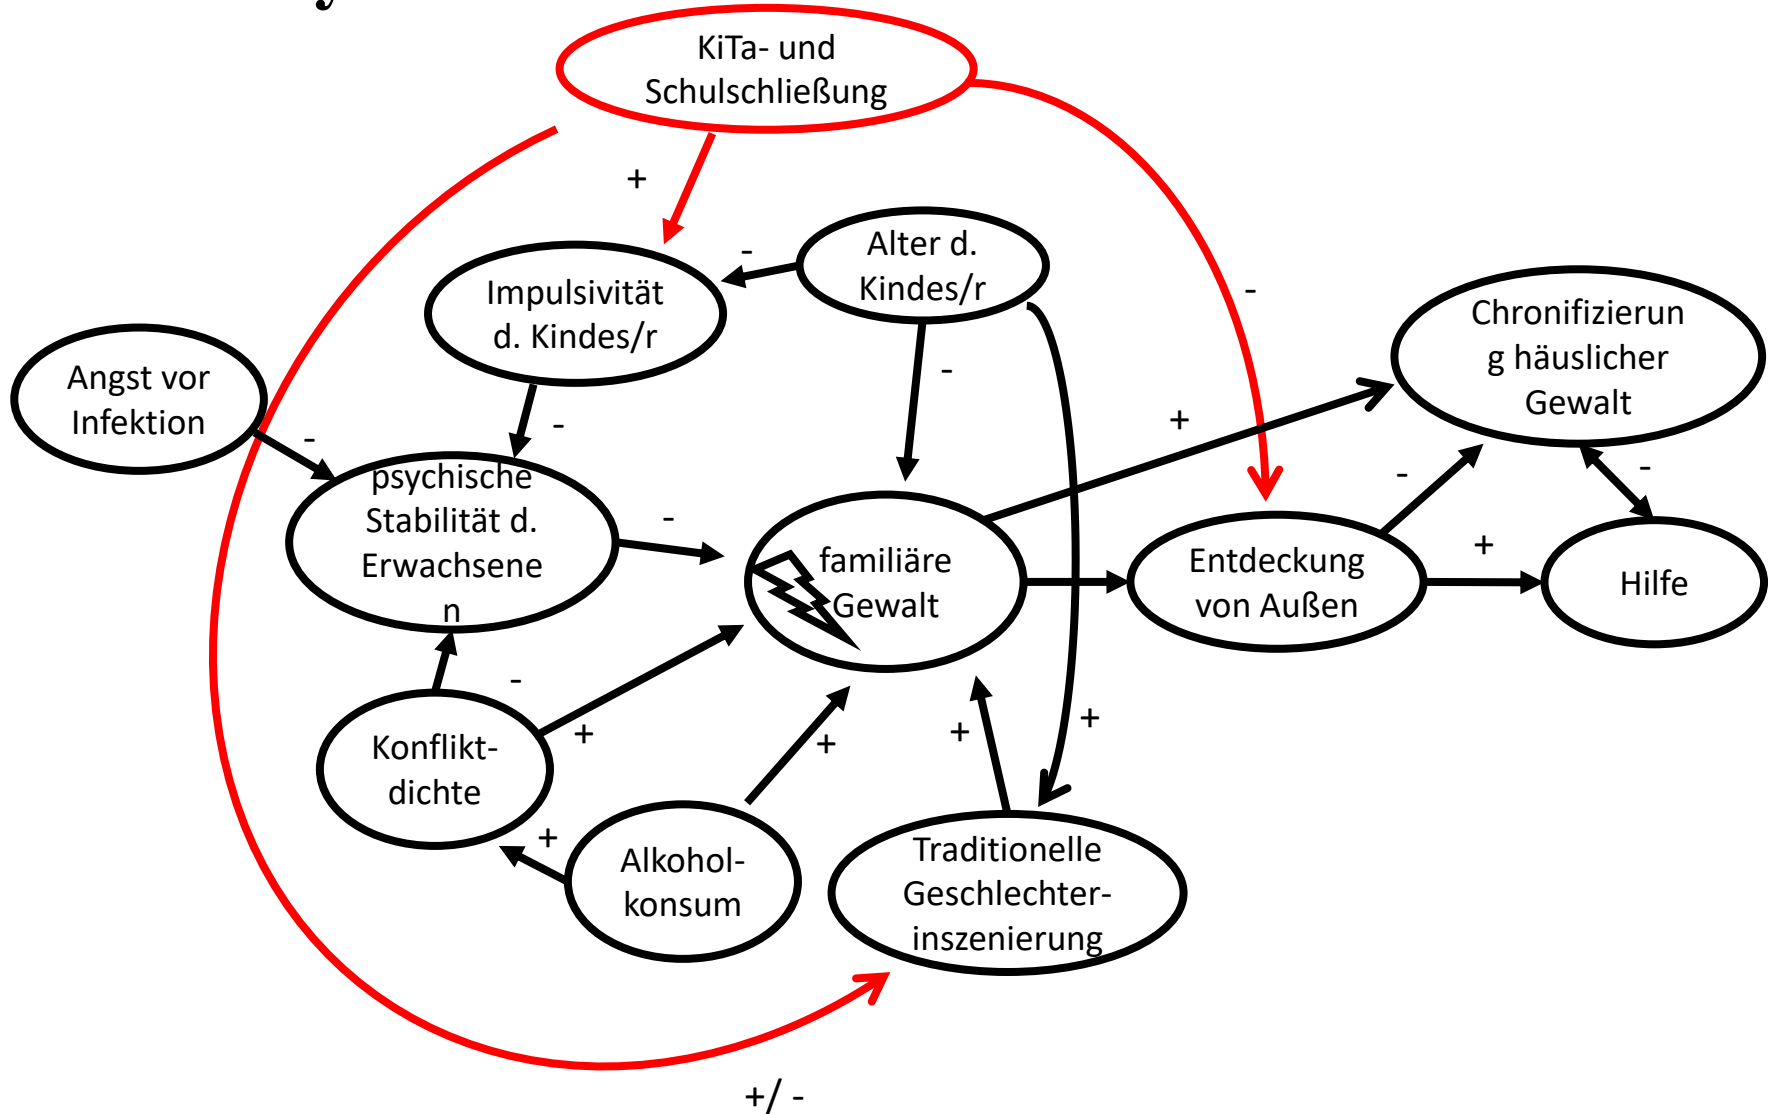 KiTa- und
Schulschließung
+
Alter d.
Kindes/r
-
Impulsivität
d. Kindes/r
-
Chronifizierun
g häuslicher
Gewalt
Angst vor
Infektion
-
-
-
+
-
-
psychische
Stabilität d.
Erwachsene
n
-
familiäre
Gewalt
Entdeckung
von Außen
+
Hilfe
-
+
Konflikt-
dichte
+
+
+
+
Alkohol-
konsum
Traditionelle
Geschlechter-
inszenierung
+/ -